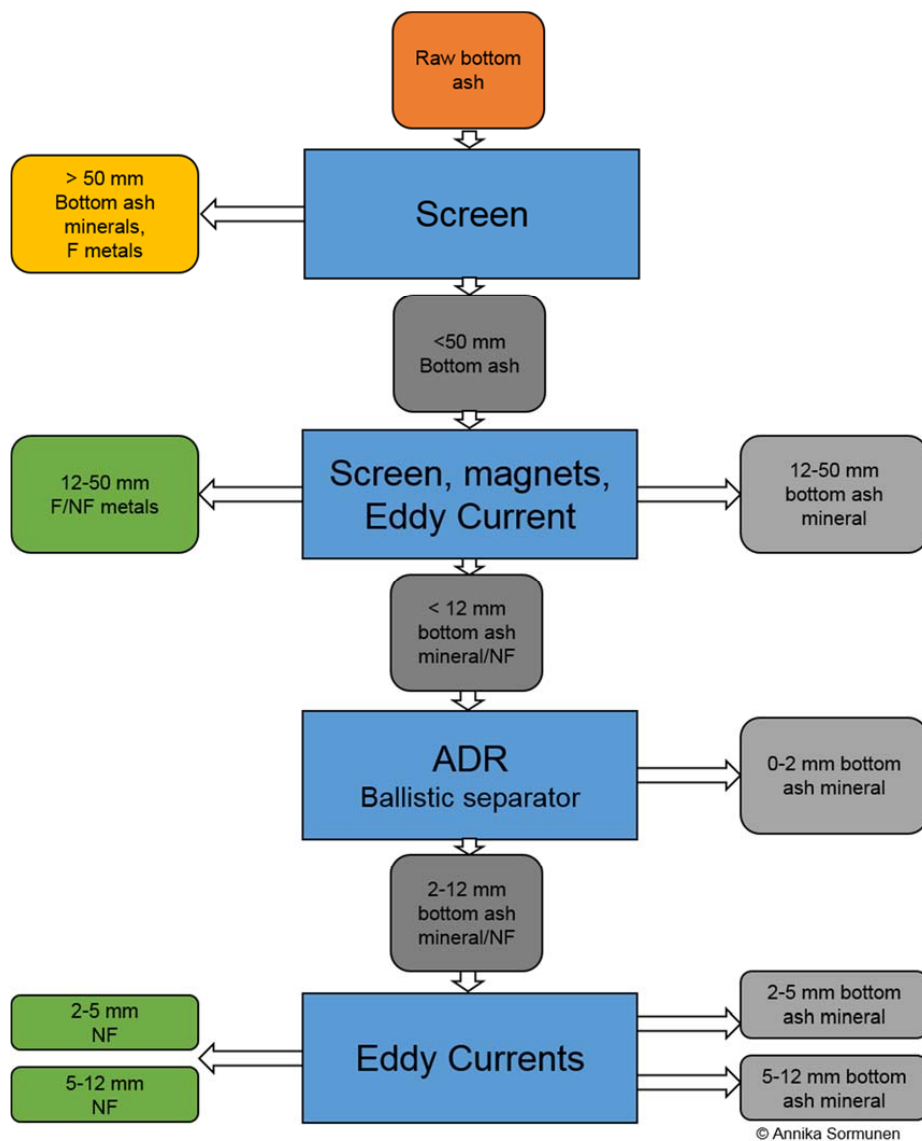 Raw bottom
ash
> 50 mm
Bottom ash
minerals,
F metals
Screen
<50 mm
Bottom ash
12-50 mm
F/NF metals
Screen, magnets,
Eddy Current
12-50 mm
bottom ash
mineral
< 12 mm
bottom ash
mineral/NF
ADR
Ballistic separator
0-2 mm bottom
ash mineral
2-12 mm
bottom ash
mineral/NF
2-5 mm
NF
5-12 mm
NF
Eddy Currents
2-5 mm bottom
ash mineral
5-12 mm bottom
ash mineral
© Annika Sormunen